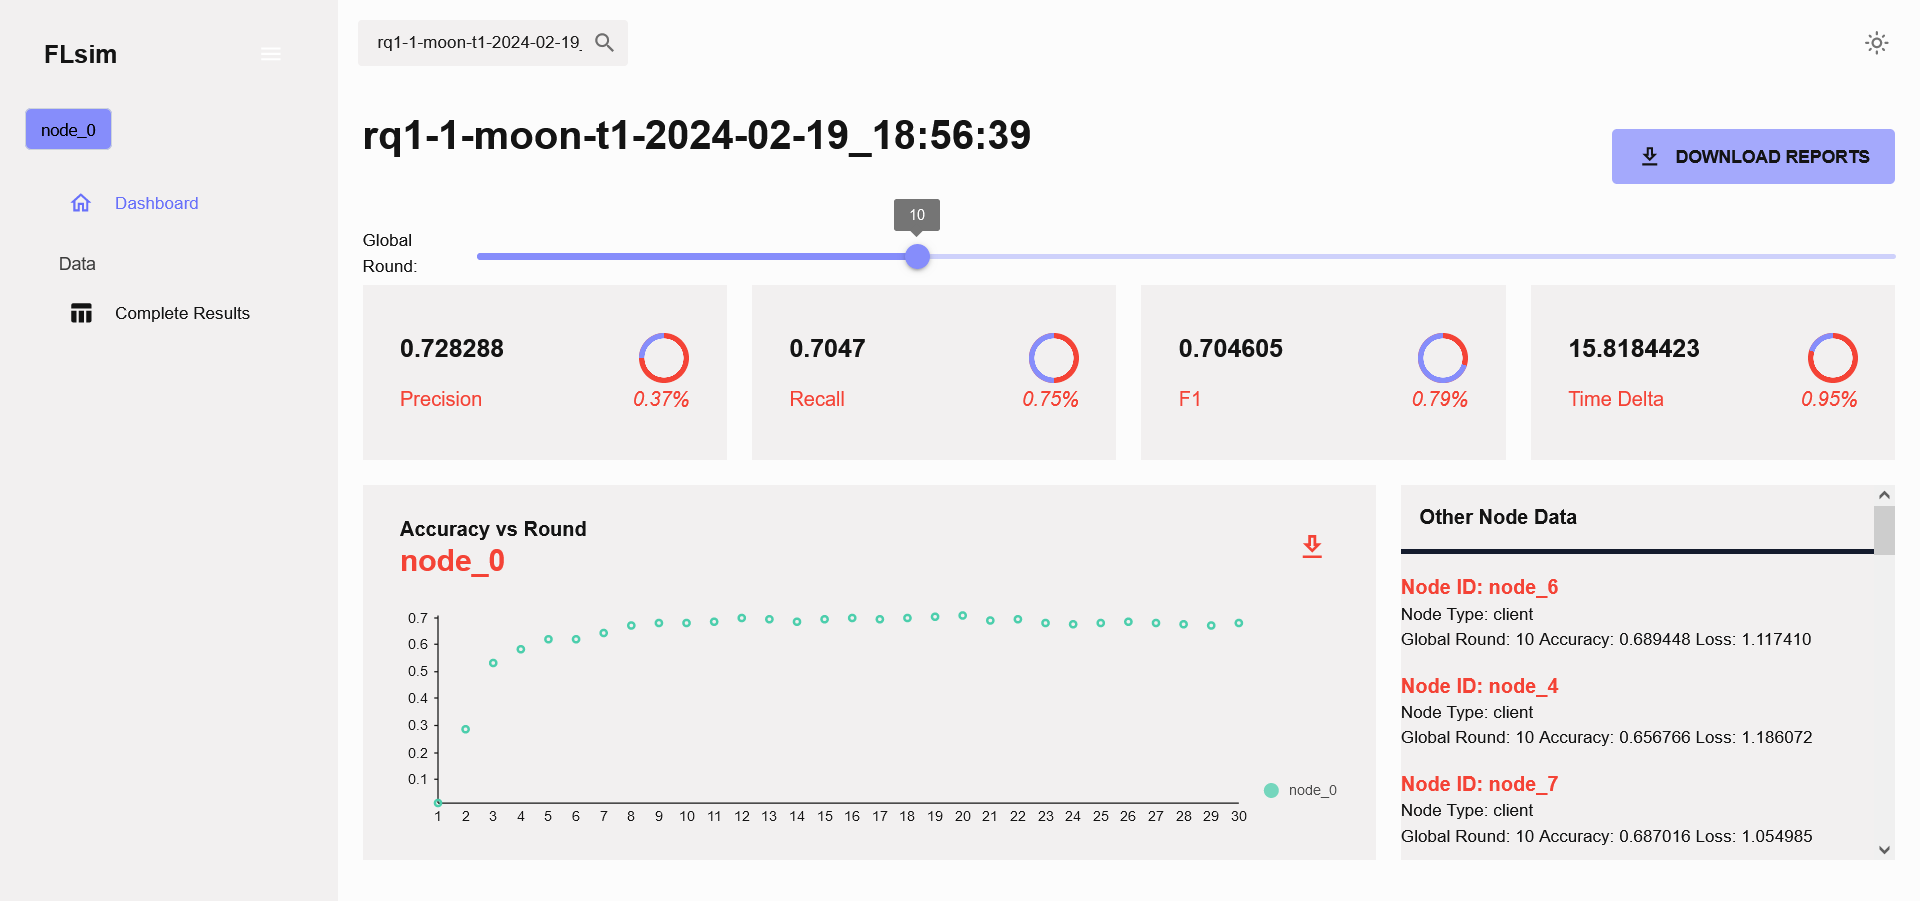 FLsim
rq1-1-moon-t1-2024-02-19_
node_0
rq1-1-moon-t1-2024-02-19_18:56:39
DOWNLOAD REPORTS
Dashboard
Data
Complete Results
10
Global
Round:
0.728288
Precision
0.37%
0.7047
Recall
0.75%
0.704605
F1
0.79%
15.8184423
Time Delta
0.95%
Accuracy vs Round
node_0
0.7
0.6
0.5
0.4
0.3
0.2
0.1
1 2 3 4 5 6 7 8 9 10 11 12 13 14 15 16 17 18 19 20 21 22 23 24 25 26 27 28 29 30
node_0
Other Node Data
Node ID: node_6
Node Type: client
Global Round: 10 Accuracy: 0.689448 Loss: 1.117410
Node ID: node_4
Node Type: client
Global Round: 10 Accuracy: 0.656766 Loss: 1.186072
Node ID: node_7
Node Type: client
Global Round: 10 Accuracy: 0.687016 Loss: 1.054985